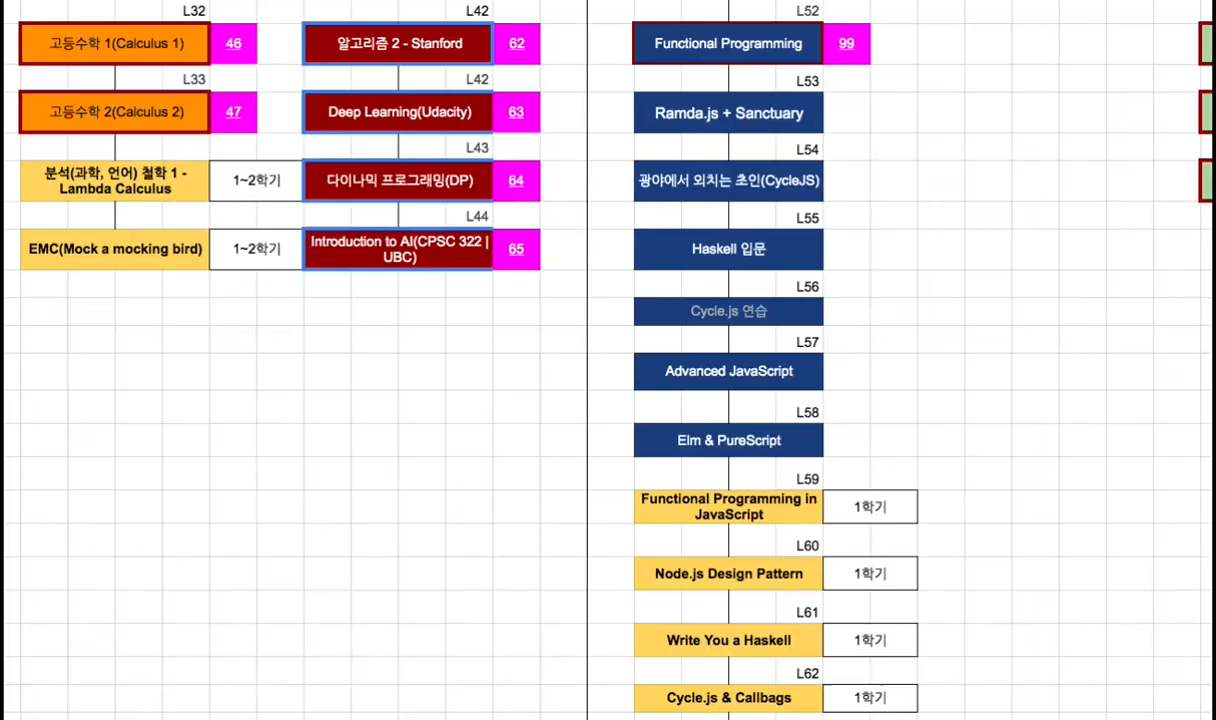 L32
L42
L52
고등수학 1(Calculus 1)
46
알고리즘 2 - Stanford
62
Functional Programming
99
L33
L42
L53
고등수학 2(Calculus 2)
47
Deep Learning(Udacity)
63
Ramda.js + Sanctuary
L43
L54
분석(과학, 언어) 철학 1 -
Lambda Calculus
1~2학기
다이나믹 프로그래밍(DP)
64
광야에서 외치는 초인(CycleJS)
L44
L55
EMC(Mock a mocking bird)
1~2학기
Introduction to AI(CPSC 322 |
UBC)
65
Haskell 입문
L56
Cycle.js 연습
L57
Advanced JavaScript
L58
Elm & PureScript
L59
Functional Programming in
JavaScript
1학기
L60
Node.js Design Pattern
1학기
L61
Write You a Haskell
1학기
L62
Cycle.js & Callbags
1학기